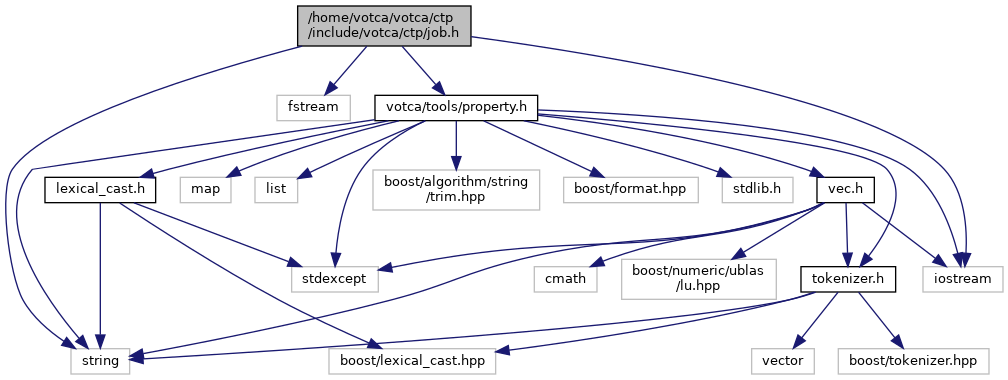 /home/votca/votca/ctp
/include/votca/ctp/job.h
fstream
votca/tools/property.h
lexical_cast.h
map
list
boost/algorithm/string
/trim.hpp
boost/format.hpp
stdlib.h
vec.h
stdexcept
cmath
boost/numeric/ublas
/lu.hpp
tokenizer.h
iostream
string
boost/lexical_cast.hpp
vector
boost/tokenizer.hpp